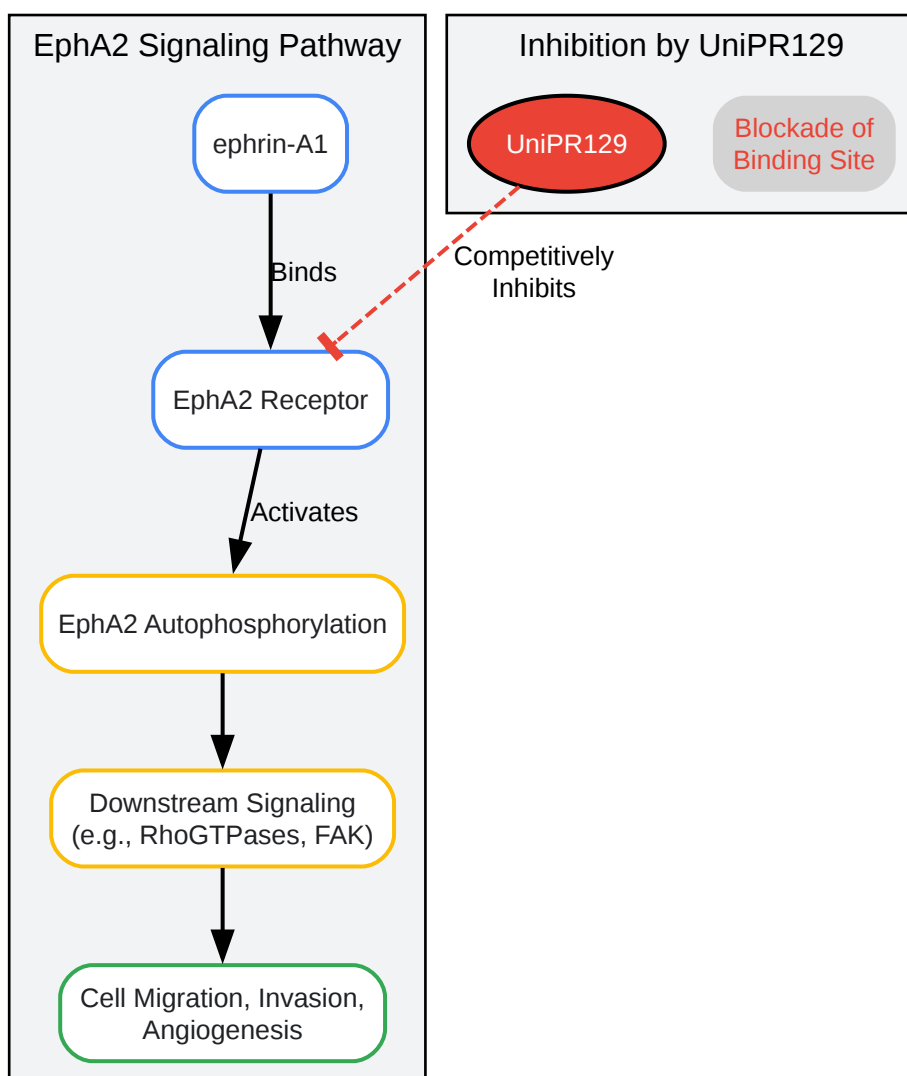 EphA2 Signaling Pathway
ephrin-A1
Binds
EphA2 Receptor
Activates
EphA2 Autophosphorylation
Downstream Signaling
(e.g., RhoGTPases, FAK)
Cell Migration, Invasion,
Angiogenesis
Inhibition by UniPR129
UniPR129
Blockade of
Binding Site
Competitively
Inhibits